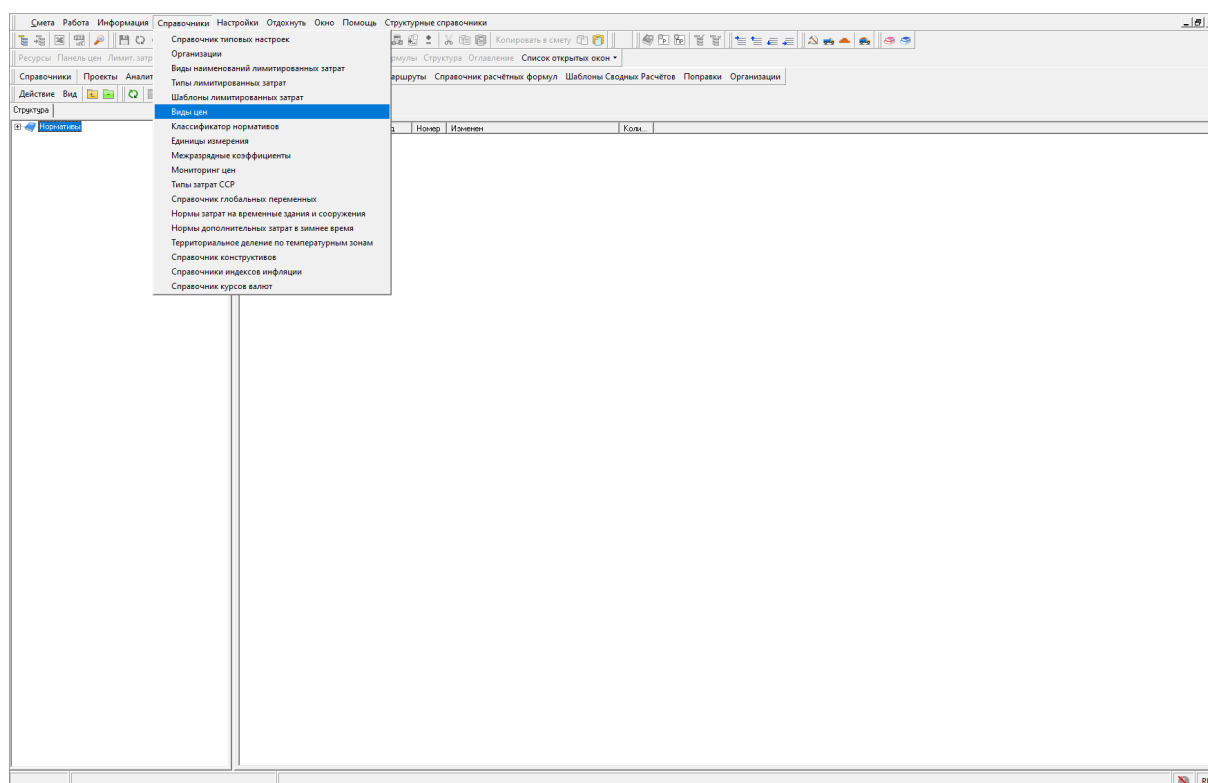 Смета Работа Информация Справочники Настройки Отдохнуть Окно Помощь Структурные справочники
Копировать в смету
Ресурсы Панель цен Лимит. Структура Оглавление Список открытых окон
Справочники Проекты Справочник расчётных формул Шаблоны Сводных Расчётов Поправки Организации
Действие Вид
Структура
Нормативы
Номер Изменен Коли...
Справочник типовых настроек
Организации
Виды наименований лимитированных затрат
Типы лимитированных затрат
Шаблоны лимитированных затрат
Виды цен
Классификатор нормативов
Единицы измерения
Межразрядные коэффициенты
Мониторинг цен
Типы затрат ССР
Справочник глобальных переменных
Нормы затрат на временные здания и сооружения
Нормы дополнительных затрат в зимнее время
Территориальное деление по температурным зонам
Справочник конструктивов
Справочники индексов инфляции
Справочник курсов валют